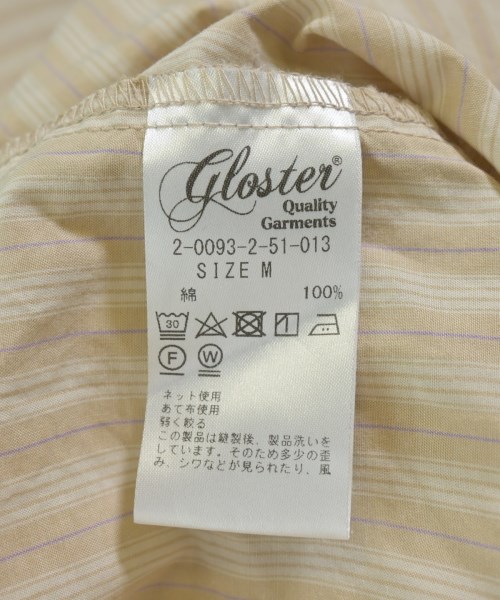 Gloster®
Quality
Garments
2-0093-2-51-013
SIZE M
綿 100%
30
F W
ネット使用
あて布使用
弱く絞る
この製品は縫製後、製品洗いを
しています。そのため多少の歪
み、シワなどが見られたり、風